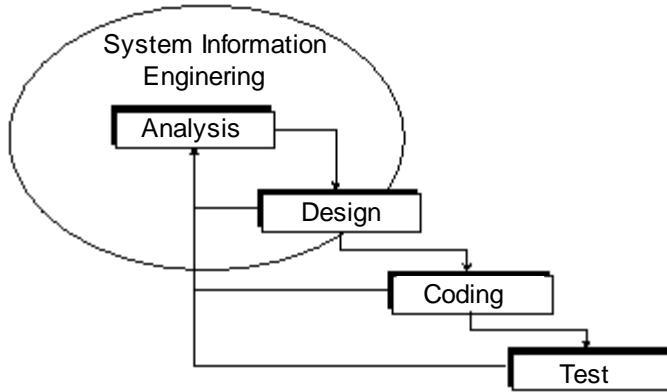 System Information
Enginering
Analysis
Design
Coding
Test